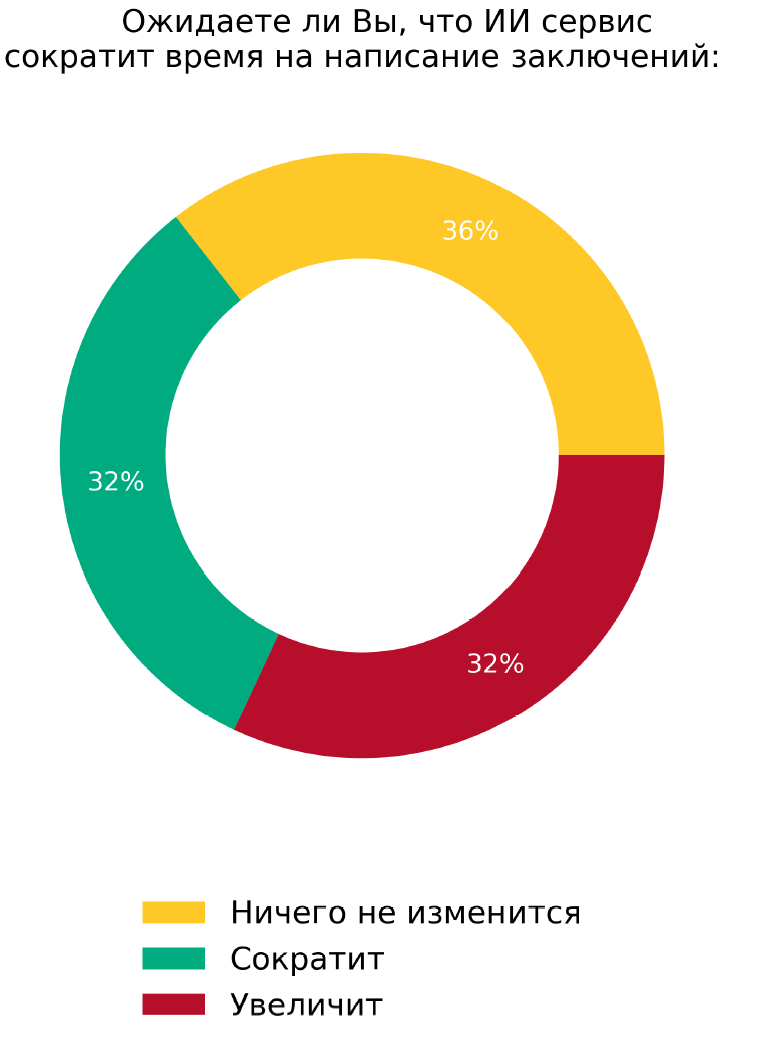 Ожидаете ли Вы, что ИИ сервис
сократит время на написание заключений:
36%
32%
32%
Ничего не изменится
Сократит
Увеличит